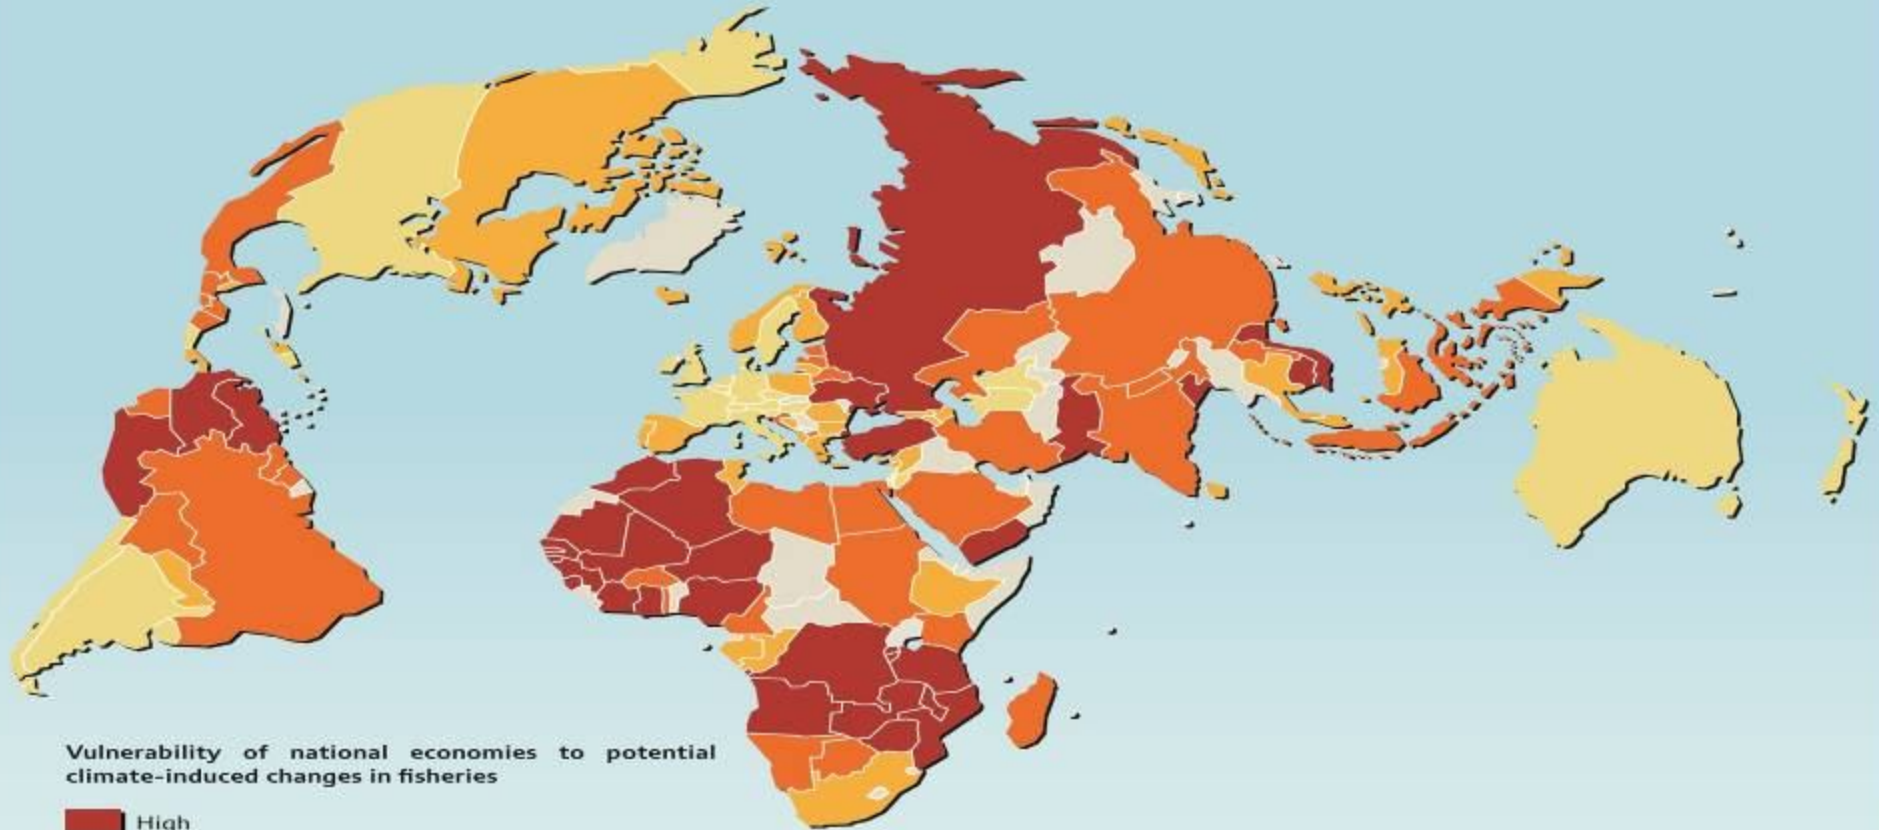 Vulnerability of national economies to potential
climate-induced changes in fisheries
High